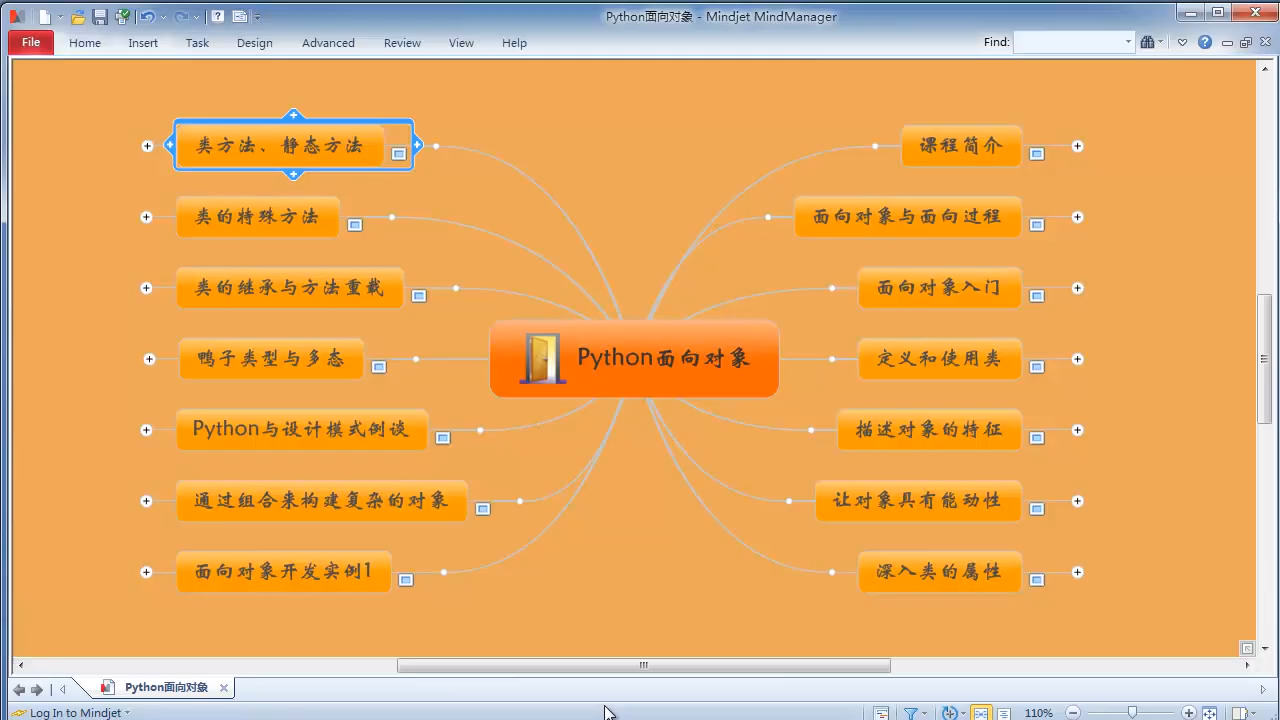 Python面向对象 - Mindjet MindManager
File
Home
Insert
Task
Design
Advanced
Review
View
Help
Find:
类方法、静态方法
类的特殊方法
类的继承与方法重载
鸭子类型与多态
Python与设计模式例谈
通过组合来构建复杂的对象
面向对象开发实例1
Python面向对象
课程简介
面向对象与面向过程
面向对象入门
定义和使用类
描述对象的特征
让对象具有能动性
深入类的属性
Python面向对象
Log In to Mindjet
110%